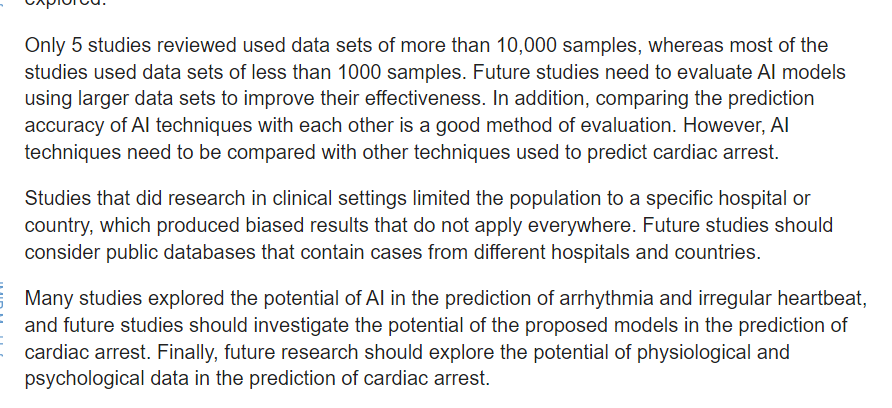 Only 5 studies reviewed used data sets of more than 10,000 samples, whereas most of the
studies used data sets of less than 1000 samples. Future studies need to evaluate AI models
using larger data sets to improve their effectiveness. In addition, comparing the prediction
accuracy of AI techniques with each other is a good method of evaluation. However, AI
techniques need to be compared with other techniques used to predict cardiac arrest.
Studies that did research in clinical settings limited the population to a specific hospital or
country, which produced biased results that do not apply everywhere. Future studies should
consider public databases that contain cases from different hospitals and countries.
Many studies explored the potential of AI in the prediction of arrhythmia and irregular heartbeat,
and future studies should investigate the potential of the proposed models in the prediction of
cardiac arrest. Finally, future research should explore the potential of physiological and
psychological data in the prediction of cardiac arrest.